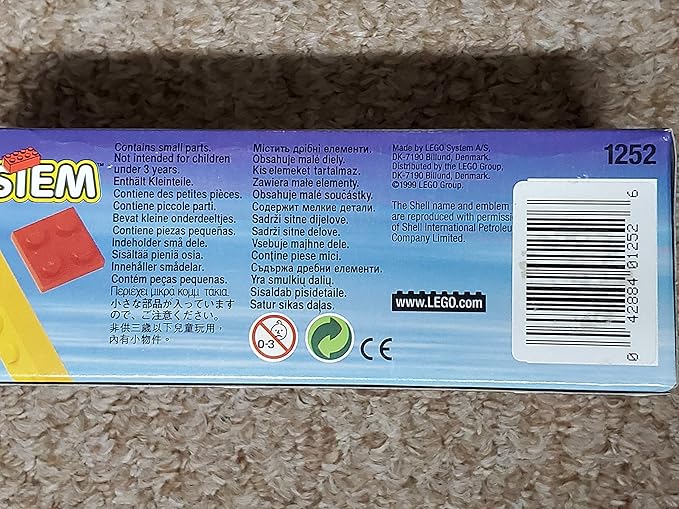 STEM™
Contains small parts.
Not intended for children
under 3 years.
Enthält Kleinteile.
Contient des petites pièces.
Contiene piccole parti.
Bevat kleine onderdeeltjes.
Contiene piezas pequeñas.
Indeholder små dele.
Sisältää pieniä osia.
Innehåller smådelar.
Contém peças pequenas.
Περιέχει μικρά κομμ. τακια.
小さな部品が入っています
ので、ご注意ください。
非供三歲以下兒童玩用,
內有小物件。
Містить дрібні елементи.
Obsahuje malé diely.
Kis elemeket tartalmaz.
Zawiera małe elementy.
Obsahuje malé součástky.
Содержит мелкие детали.
Sadrži sitne dijelove.
Sadrži sitne delove.
Vsebuje majhne dele.
Conține piese mici.
Съдържа дребни елементи.
Yra smulkių dalių.
Sisaldab pisidetaile.
Satur sīkas daļas.
0-3
CE
Made by LEGO System A/S,
DK-7190 Billund, Denmark.
Distributed by the LEGO Group,
DK-7190 Billund, Denmark.
©1999 LEGO Group.
The Shell name and emblem
are reproduced with permissi
of Shell International Petroleu
Company Limited.
www.LEGO.com
1252
0 42884 01252 6